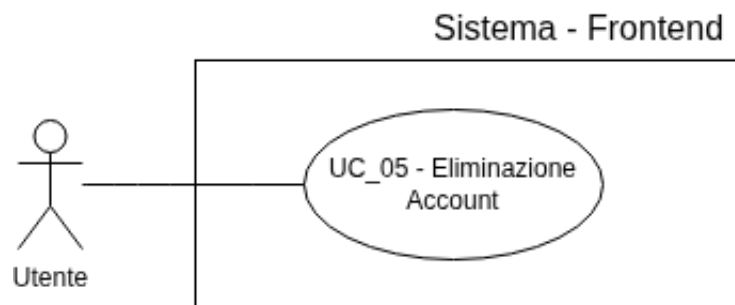 Sistema - Frontend
UC_05 - Eliminazione
Account
Utente